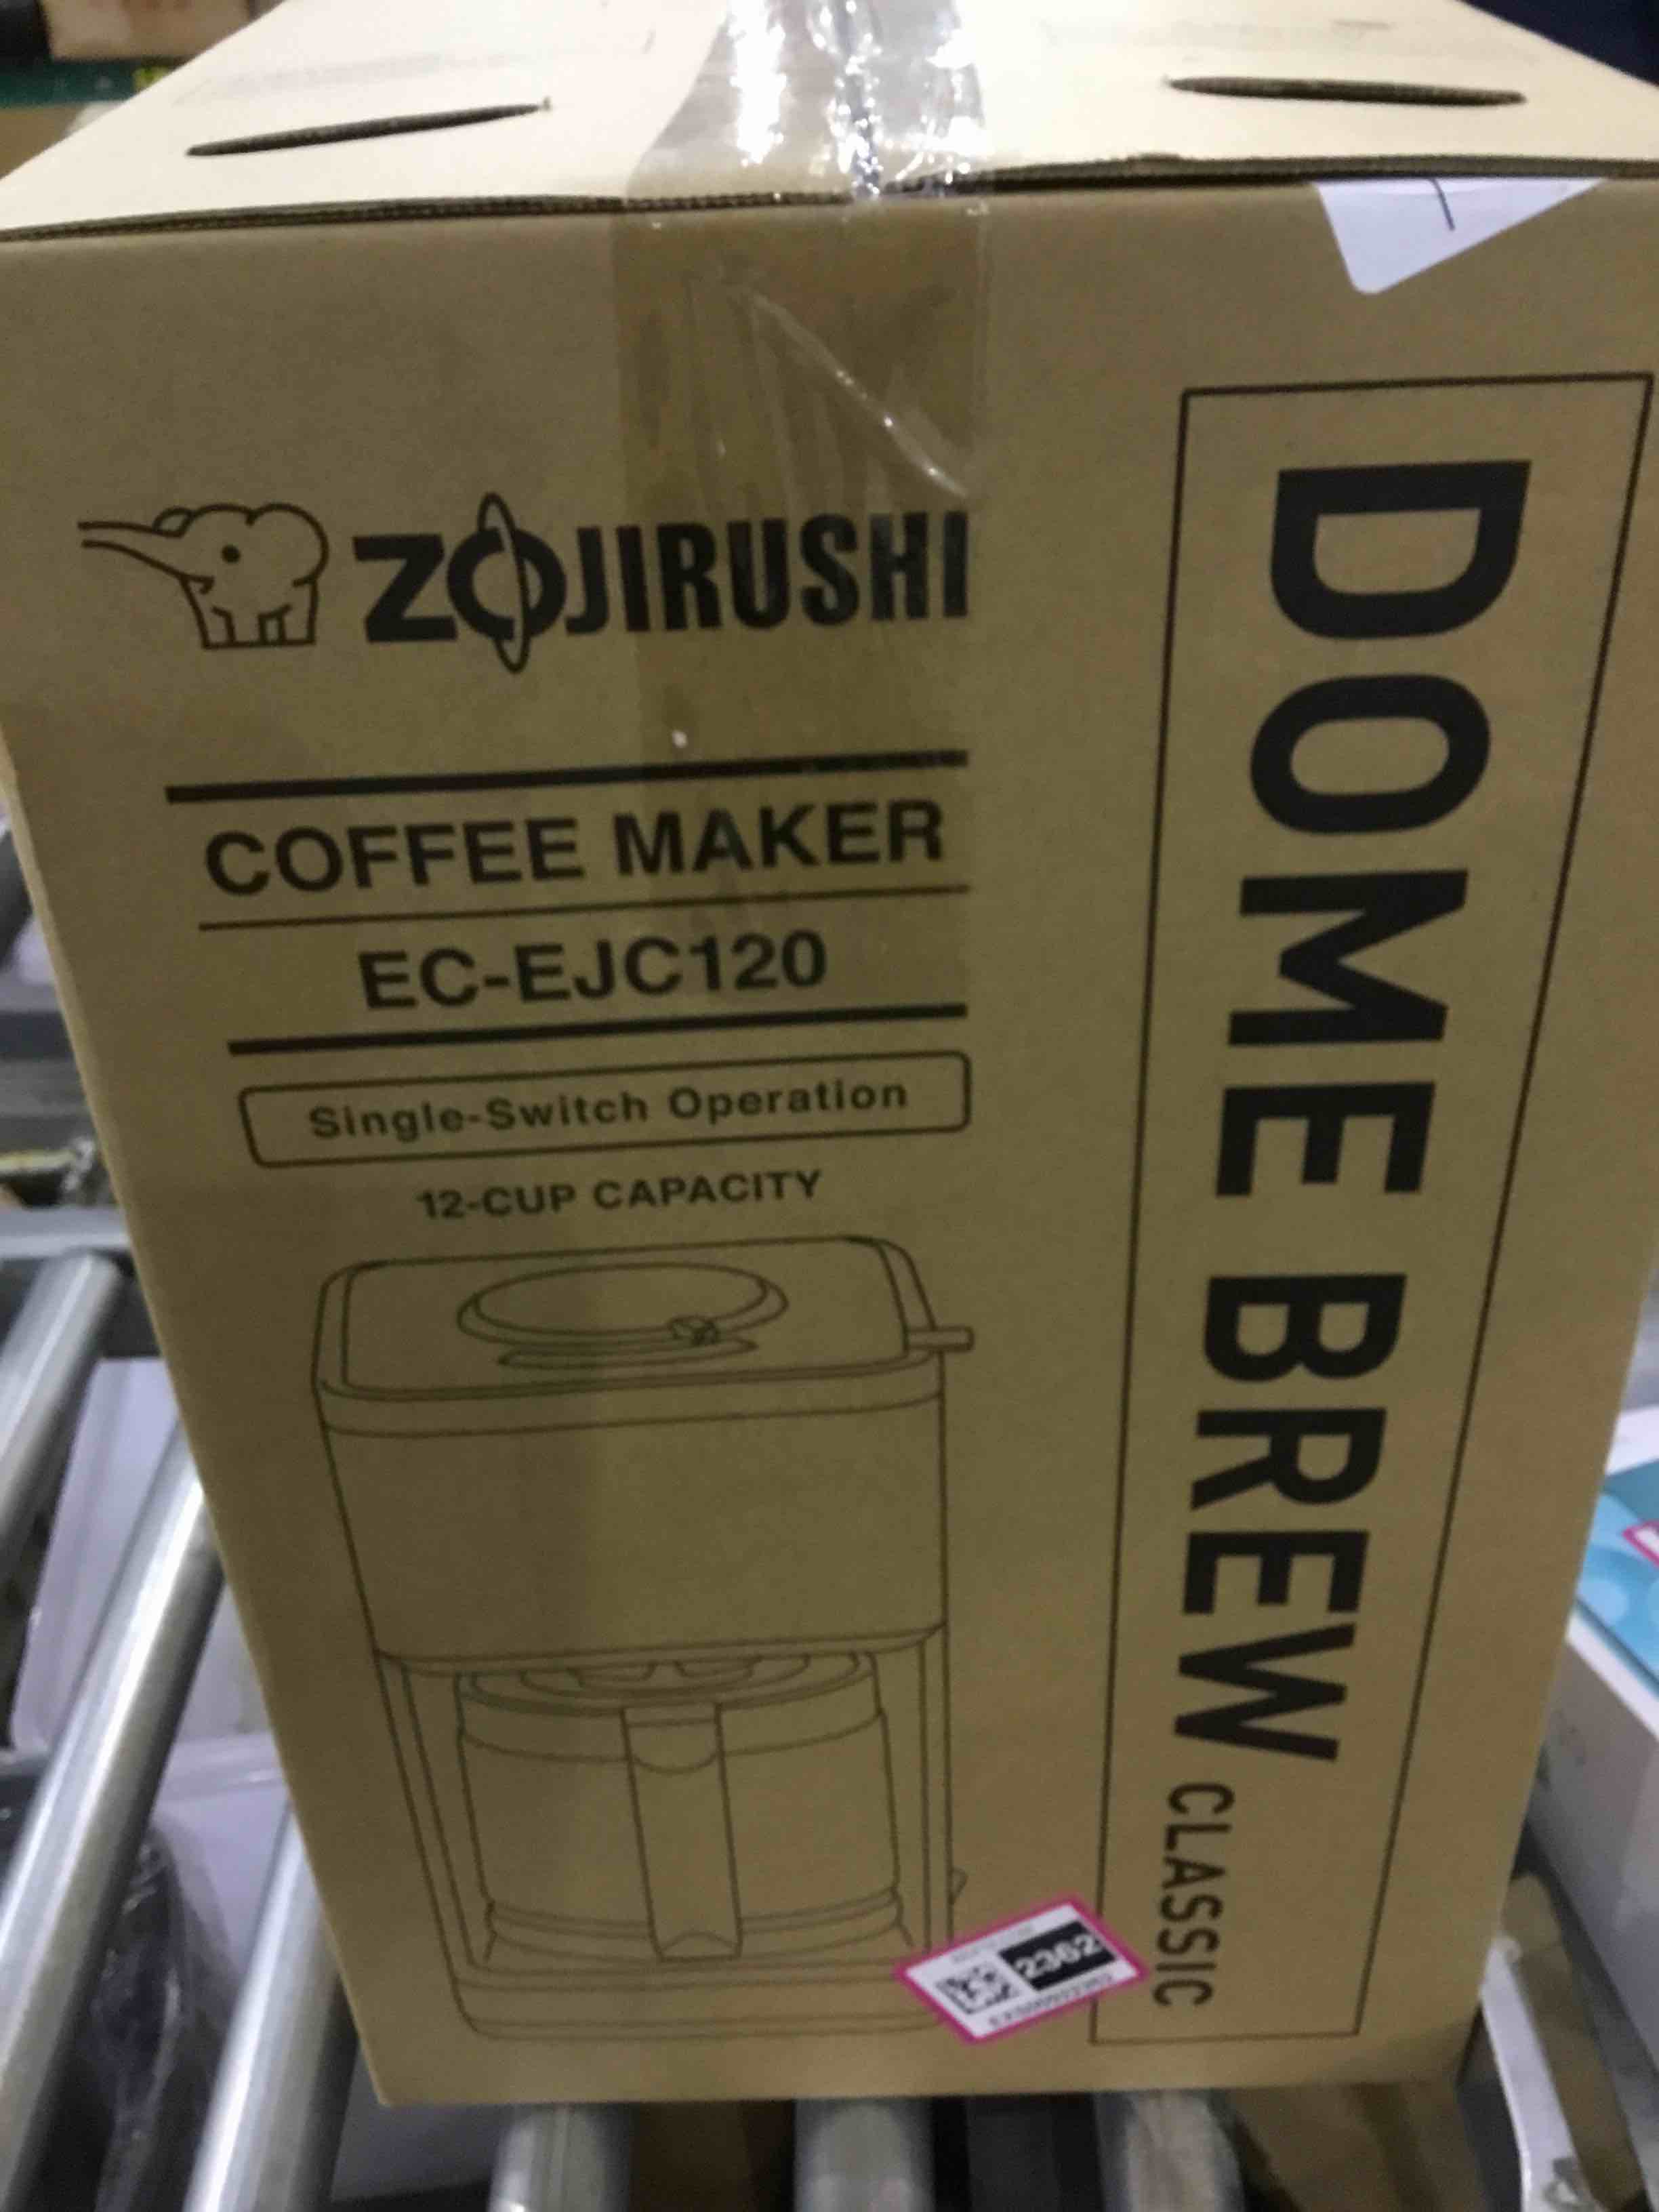 ZOJIRUSHI
COFFEE MAKER
EC-EJC120
Single-Switch Operation
12-CUP CAPACITY
DOME BREW CLASSIC
2362